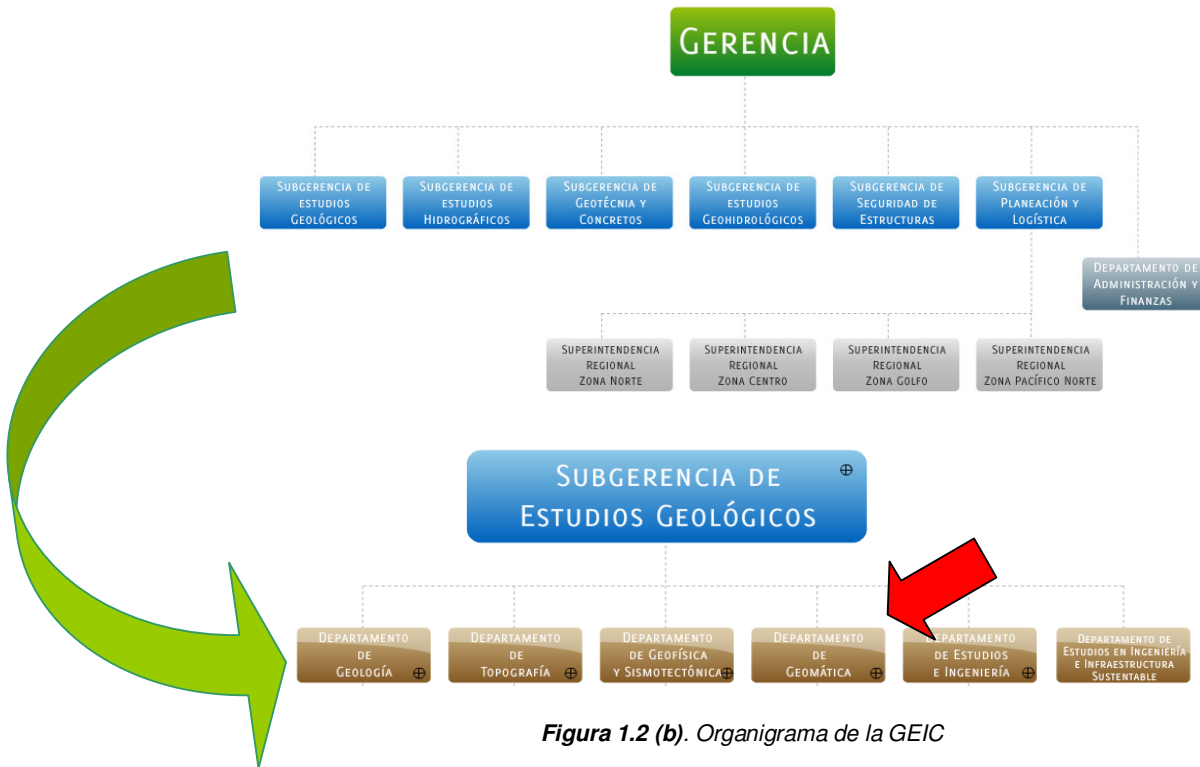 GERENCIA
SUBGERENCIA DE
ESTUDIOS
GEOLÓGICOS
SUBGERENCIA DE
ESTUDIOS
HIDROGRÁFICOS
SUBGERENCIA DE
GEOTÉCNIA Y
CONCRETOS
SUBGERENCIA DE
ESTUDIOS
GEOHIDROLÓGICOS
SUBGERENCIA DE
SEGURIDAD DE
ESTRUCTURAS
SUBGERENCIA DE
PLANEACIÓN Y
LOGÍSTICA
DEPARTAMENTO DE
ADMINISTRACIÓN Y
FINANZAS
SUPERINTENDENCIA
REGIONAL
ZONA NORTE
SUPERINTENDENCIA
REGIONAL
ZONA CENTRO
SUPERINTENDENCIA
REGIONAL
ZONA GOLFO
SUPERINTENDENCIA
REGIONAL
ZONA PACÍFICO NORTE
SUBGERENCIA DE
ESTUDIOS GEOLÓGICOS
DEPARTAMENTO
DE
GEOLOGÍA
DEPARTAMENTO
DE
TOPOGRAFÍA
DEPARTAMENTO
DE GEOFÍSICA
Y SISMOTECTÓNICA
DEPARTAMENTO
DE
GEOMÁTICA
DEPARTAMENTO
DE ESTUDIOS
E INGENIERÍA
DEPARTAMENTO DE
ESTUDIOS EN INGENIERÍA
E INFRAESTRUCTURA
SUSTENTABLE
Figura 1.2 (b). Organigrama de la GEIC